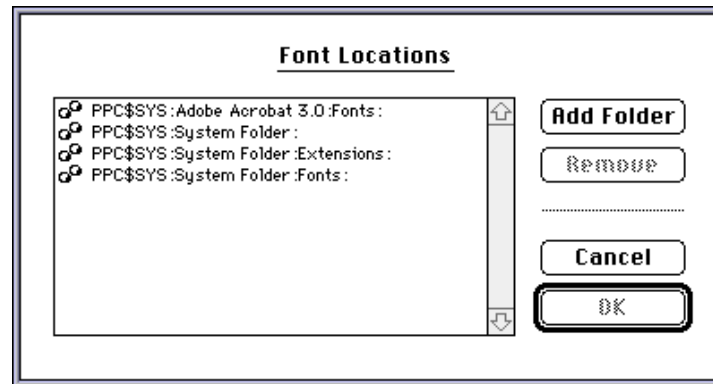 Font Locations
PPC$SYS:Adobe Acrobat 3.0:Fonts:
PPC$SYS:System Folder:
PPC$SYS:System Folder:Extensions:
PPC$SYS:System Folder:Fonts:
Add Folder
Remove
Cancel
OK